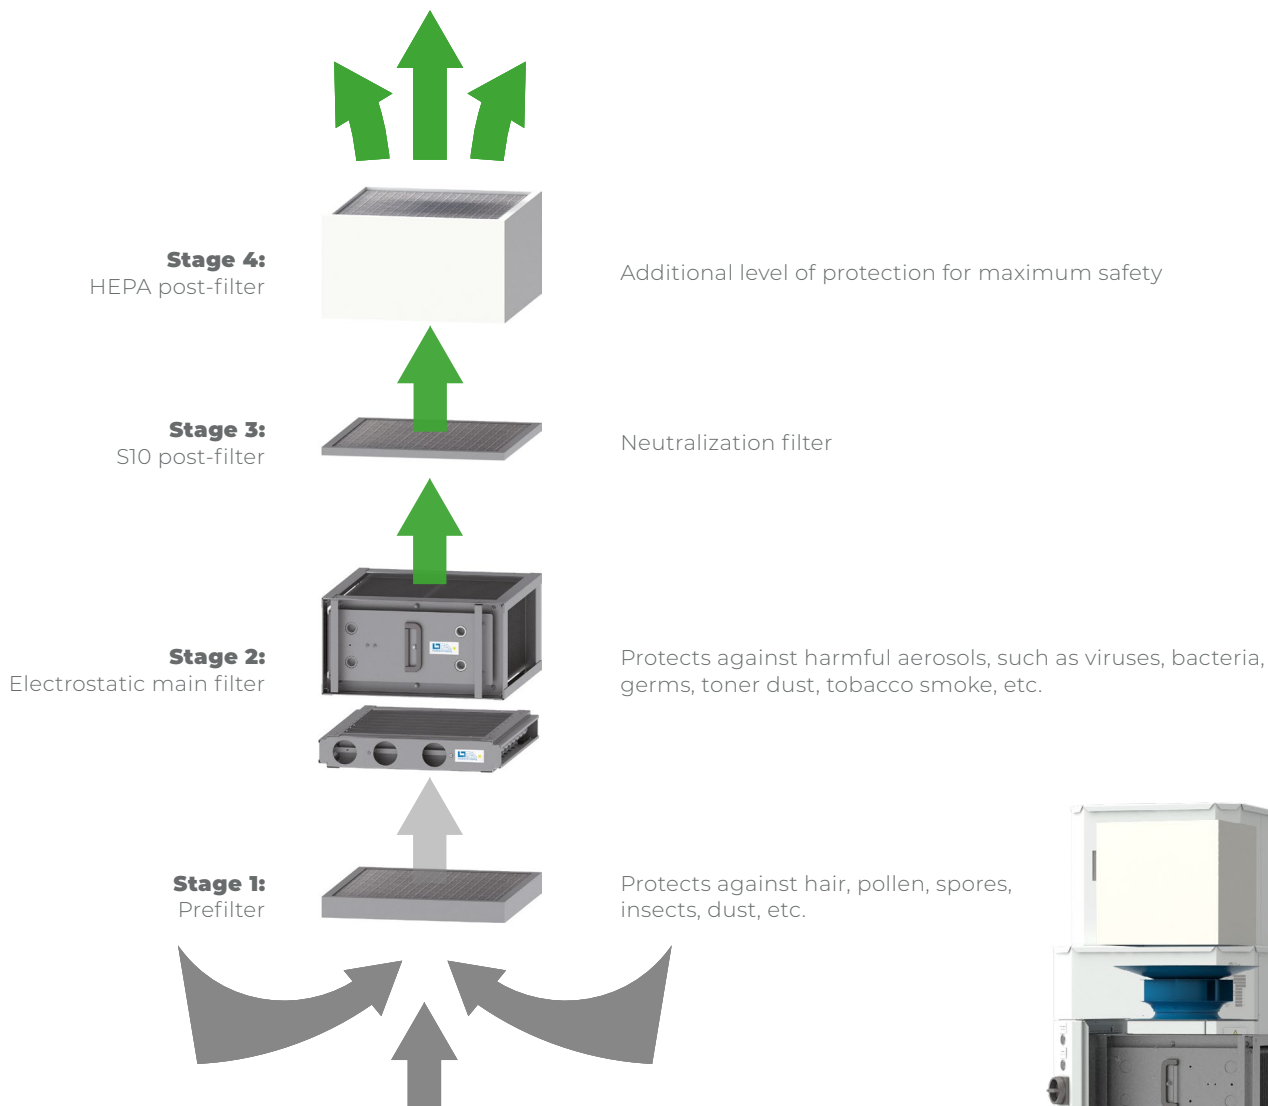 Stage 4:
HEPA post-filter
Additional level of protection for maximum safety
Stage 3:
S10 post-filter
Neutralization filter
Stage 2:
Electrostatic main filter
Protects against harmful aerosols, such as viruses, bacteria,
germs, toner dust, tobacco smoke, etc.
Stage 1:
Prefilter
Protects against hair, pollen, spores,
insects, dust, etc.